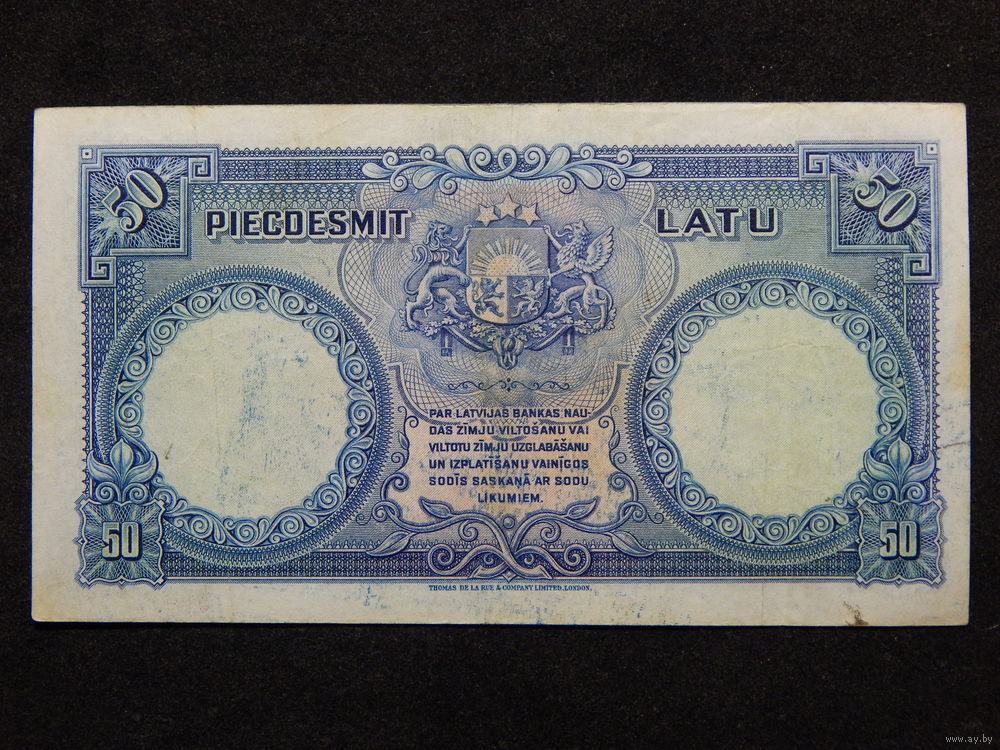 50 50
PIECDESMIT LATU
PAR LATVIJAS BANKAS NAU-
DAS ZĪMJU VILTOŠANU VAI
VILTOTU ZĪMJU UZGLABĀŠANU
UN IZPLATĪŠANU VAINĪGOS
SODĪS SASKAŅĀ AR SODU
LIKUMIEM.
50 50
THOMAS DE LA RUE & COMPANY LIMITED, LONDON.
www.ay.by